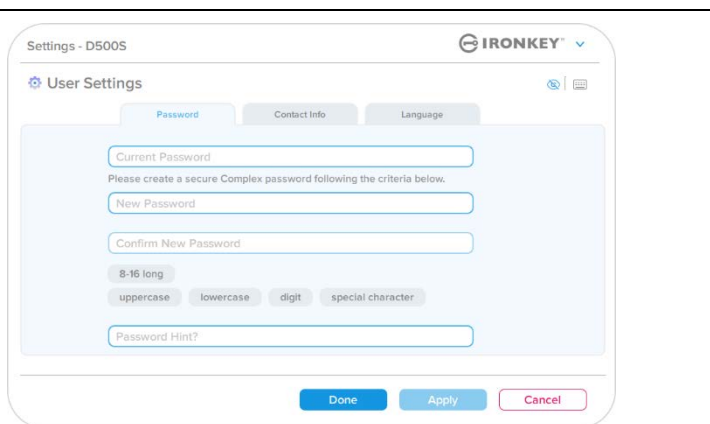 Settings - D500S
IRONKEY
User Settings
Password Contact Info Language
Current Password
Please create a secure Complex password following the criteria below.
New Password
Confirm New Password
8-16 long
uppercase lowercase digit special character
Password Hint?
Done Apply Cancel